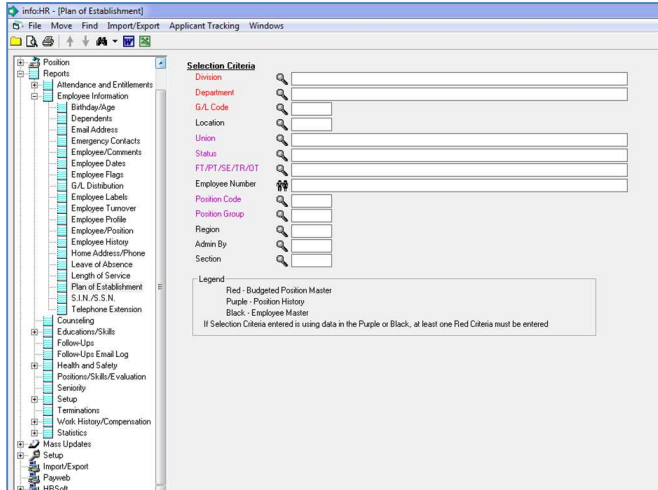 info:HR - [Plan of Establishment]
File Move Find Import/Export Applicant Tracking Windows
Position
Reports
Attendance and Entitlements
Employee Information
Birthday/Age
Dependents
Email Address
Emergency Contacts
Employee/Comments
Employee Dates
Employee Flags
G/L Distribution
Employee Labels
Employee Turnover
Employee Profile
Employee/Position
Employee History
Home Address/Phone
Leave of Absence
Length of Service
Plan of Establishment
S.I.N./S.S.N.
Telephone Extension
Counseling
Educations/Skills
Follow-Ups
Follow-Ups Email Log
Health and Safety
Positions/Skills/Evaluation
Seniority
Setup
Terminations
Work History/Compensation
Statistics
Mass Updates
Setup
Import/Export
Payweb
HRSoft
Selection Criteria
Division
Department
G/L Code
Location
Union
Status
FT/PT/SE/TR/OT
Employee Number
Position Code
Position Group
Region
Admin By
Section
Legend
Red - Budgeted Position Master
Purple - Position History
Black - Employee Master
If Selection Criteria entered is using data in the Purple or Black, at least one Red Criteria must be entered